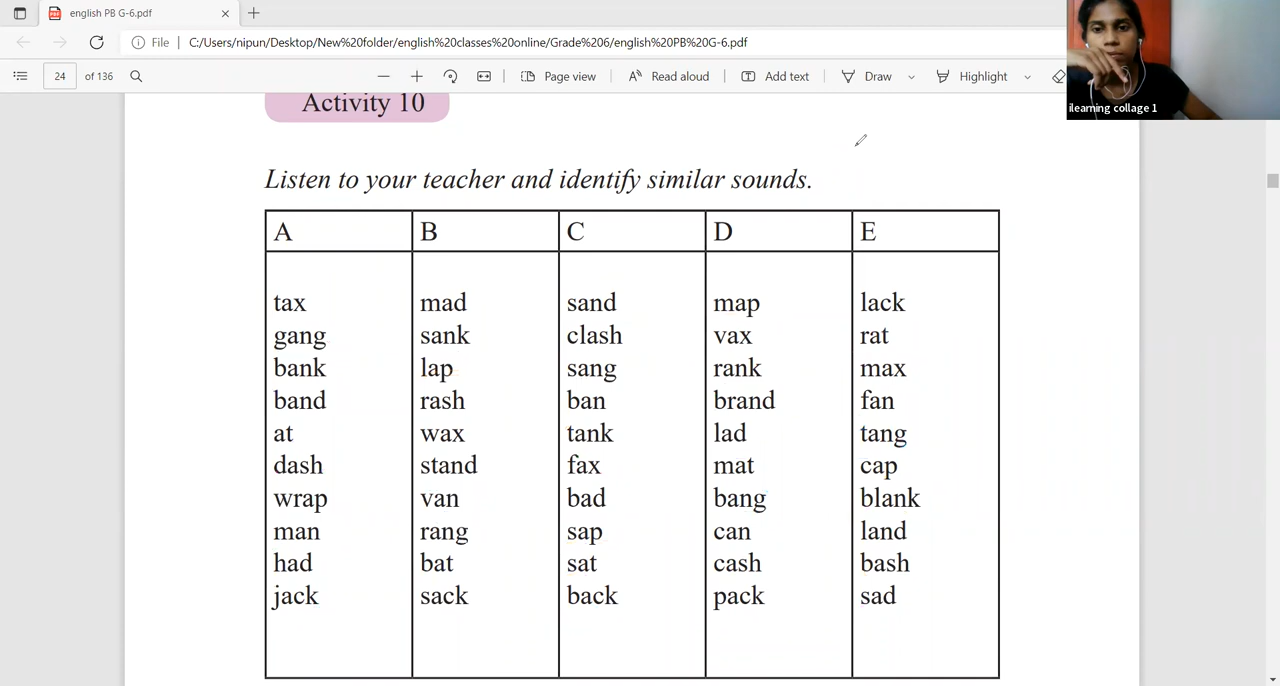 english PB G-6.pdf
File C:/Users/nipun/Desktop/New%20folder/english%20classes%20online/Grade%206/english%20PB%20G-6.pdf
24 of 136 Page view Read aloud Add text Draw Highlight
ilearning collage 1
Activity 10
Listen to your teacher and identify similar sounds.
A B C D E
tax mad sand map lack
gang sank clash vax rat
bank lap sang rank max
band rash ban brand fan
at wax tank lad tang
dash stand fax mat cap
wrap van bad bang blank
man rang sap can land
had bat sat cash bash
jack sack back pack sad